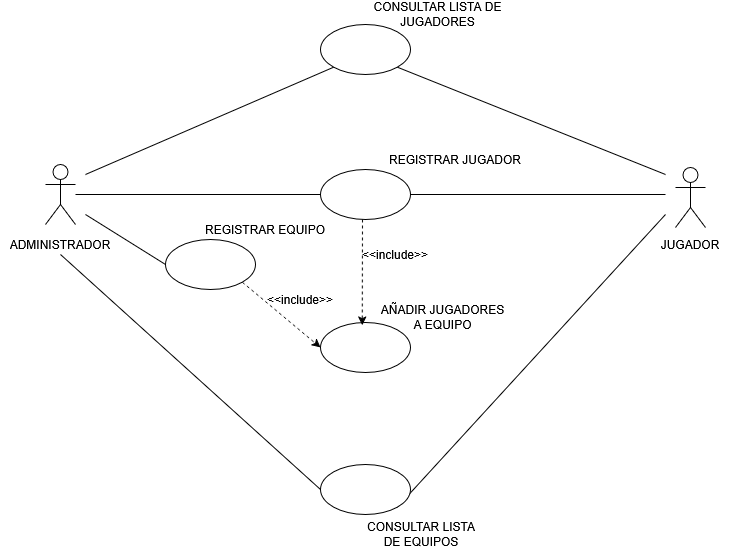 CONSULTAR LISTA DE
JUGADORES
REGISTRAR JUGADOR
REGISTRAR EQUIPO
ADMINISTRADOR
JUGADOR
<<include>>
<<include>>
AÑADIR JUGADORES
A EQUIPO
CONSULTAR LISTA
DE EQUIPOS